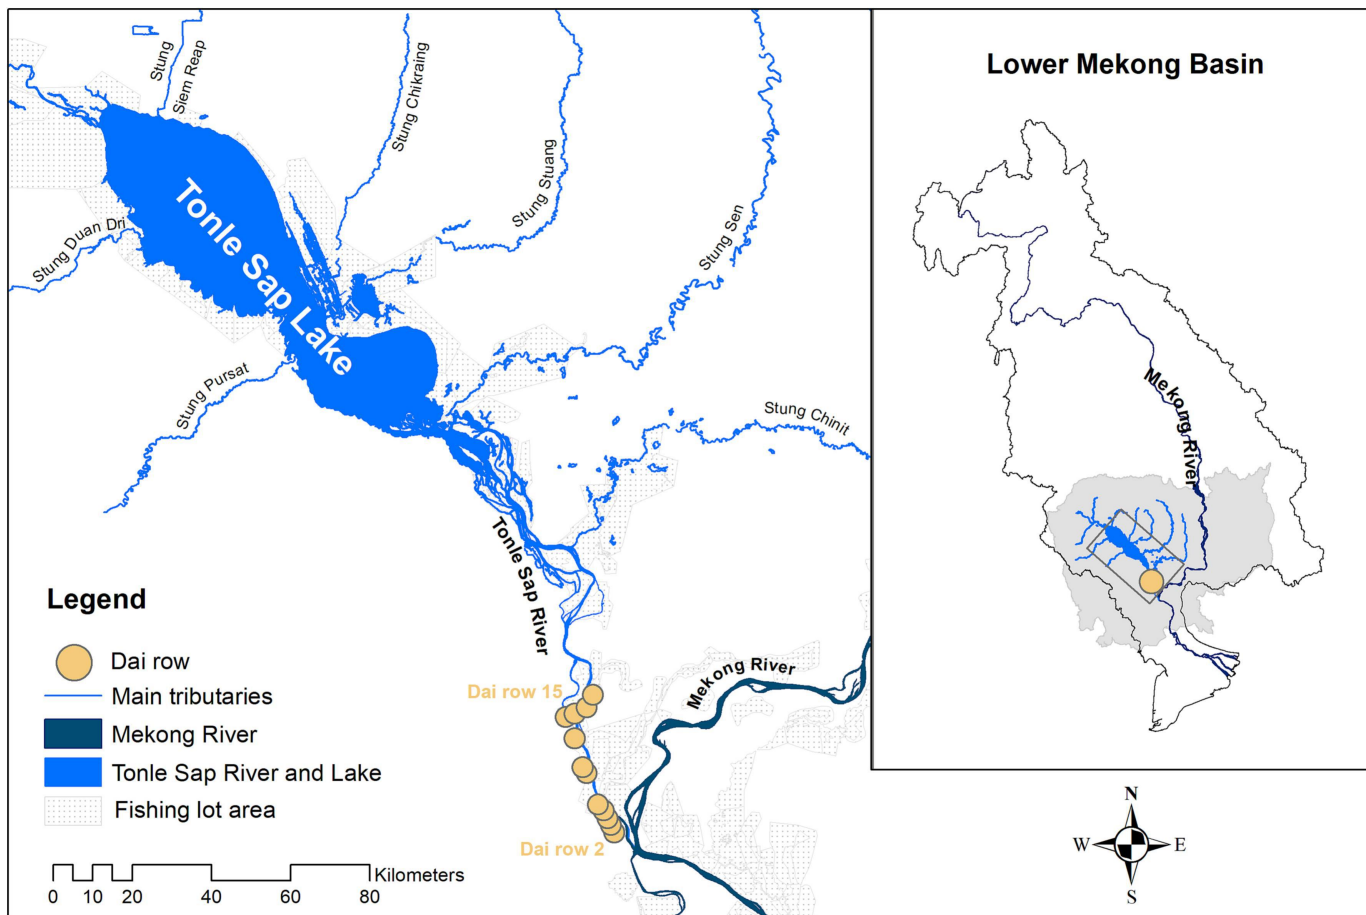 Stung
Siem Reap
Stung Chikraing
Stung Stuang
Stung Sen
Stung Duan Dri
Tonle Sap Lake
Stung Pursat
Stung Chinit
Tonle Sap River
Mekong River
Dai row 15
Dai row 2
Legend
Dai row
Main tributaries
Mekong River
Tonle Sap River and Lake
Fishing lot area
Kilometers
0 5 10 20 40 60 80
Lower Mekong Basin
Mekong River
N
W E
S